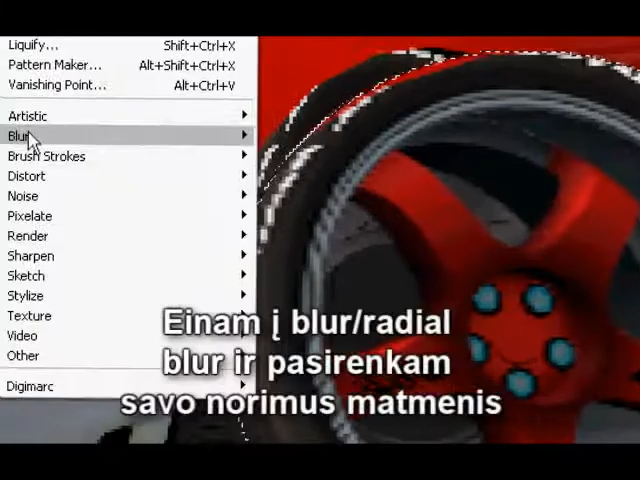 Liquify... Shift+Ctrl+X
Pattern Maker... Alt+Shift+Ctrl+X
Vanishing Point... Alt+Ctrl+V
Artistic
Blur
Brush Strokes
Distort
Noise
Pixelate
Render
Sharpen
Sketch
Stylize
Texture
Video
Other
Digimarc
Einam į blur/radial
blur ir pasirenkam
savo norimus matmenis